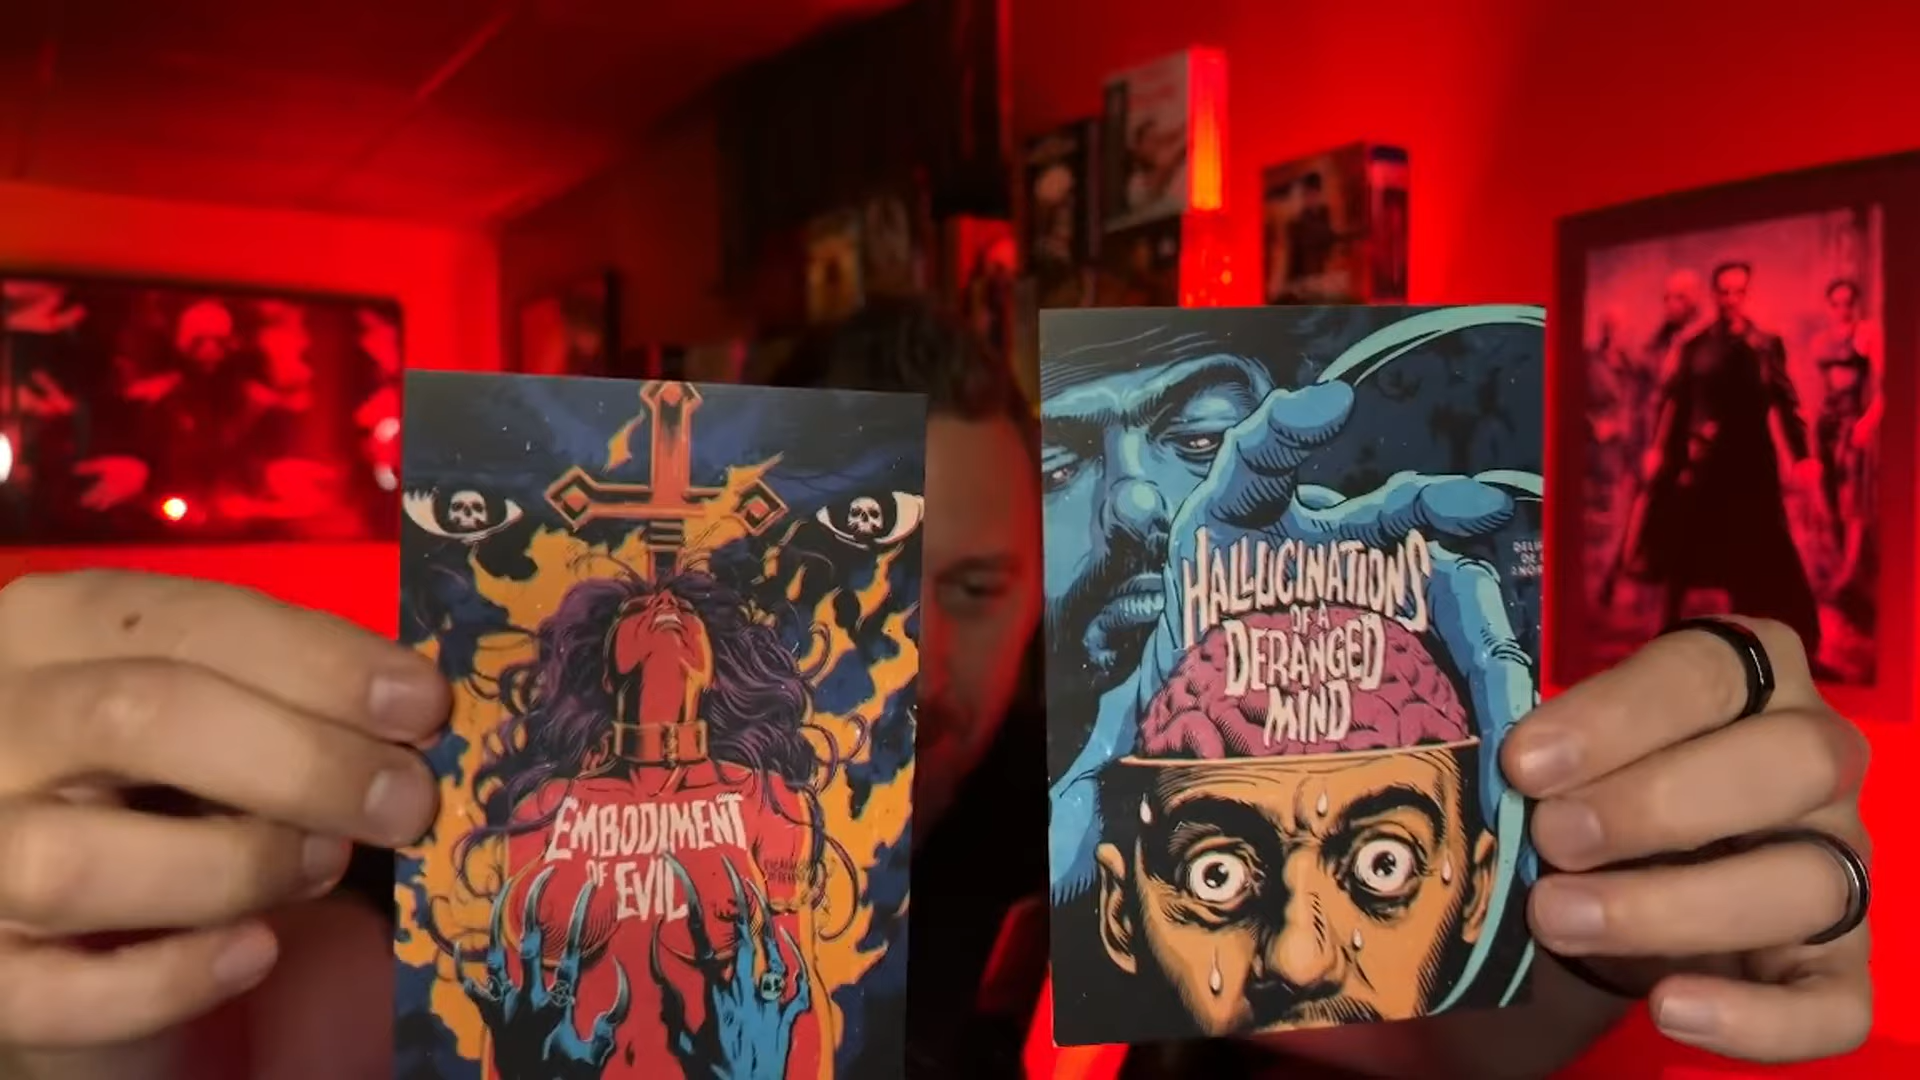 EMBODIMENT
OF
EVIL
HALLUCINATIONS
OF A
DERANGED
MIND